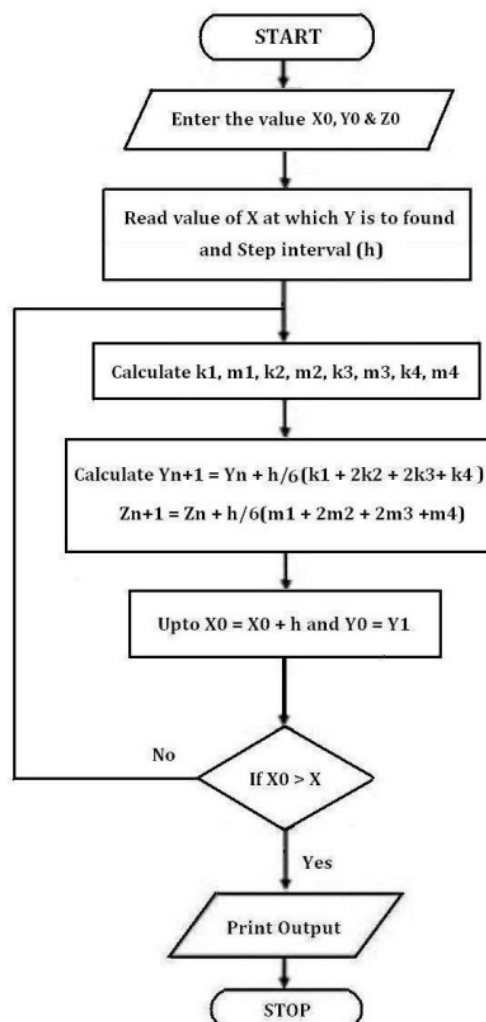 START
Enter the value X0, Y0 & Z0
Read value of X at which Y is to found
and Step interval (h)
Calculate k1, m1, k2, m2, k3, m3, k4, m4
Calculate Yn+1 = Yn + h/6(k1 + 2k2 + 2k3+ k4 )
Zn+1 = Zn + h/6(m1 + 2m2 + 2m3 +m4)
Upto X0 = X0 + h and Y0 = Y1
No
If X0 > X
Yes
Print Output
STOP